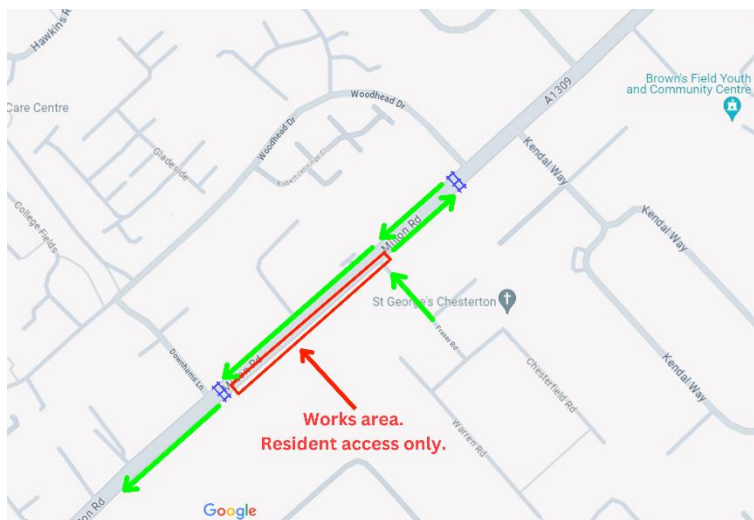 Hawkins R
Care Centre
Woodhead Dr
A1309
Brown's Field Youth
and Community Centre
Woodhead Dr
Gladeside
Kendal Way
Kendal Way
College Fields
Milton Rd
St George's Chesterton
Fraser Rd
Downhams Ln
Milton Rd
Chesterfield Rd
Kendal Way
Warren Rd
Works area.
Resident access only.
ton Rd
Google